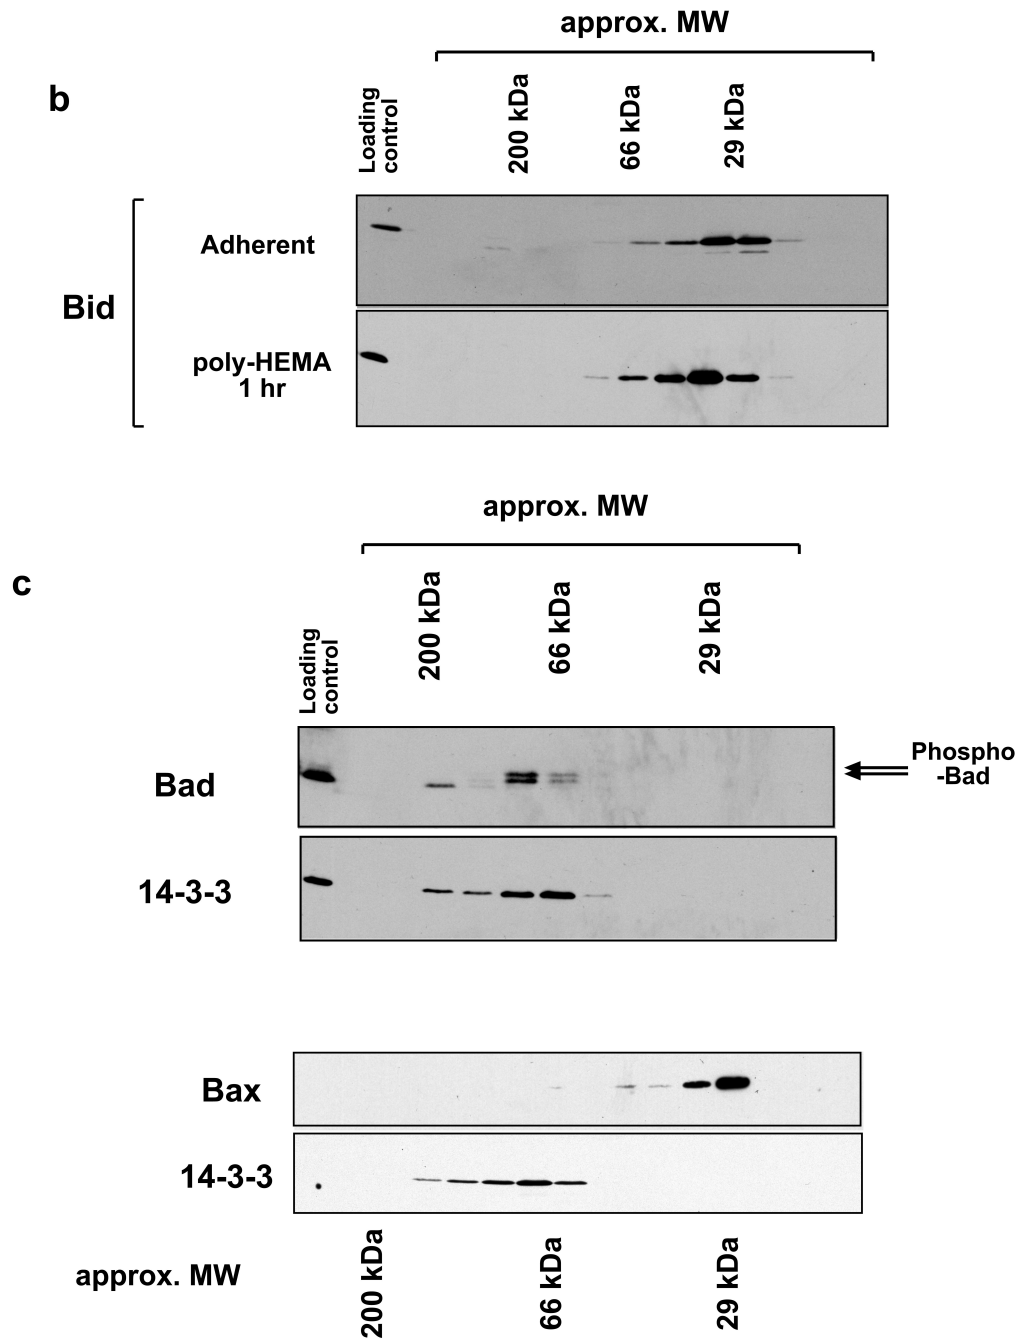 approx. MW
b
Loading
control
200 kDa
66 kDa
29 kDa
Adherent
Bid
poly-HEMA
1 hr
approx. MW
c
Loading
control
200 kDa
66 kDa
29 kDa
Bad
Phospho
-Bad
14-3-3
Bax
14-3-3
approx. MW
200 kDa
66 kDa
29 kDa